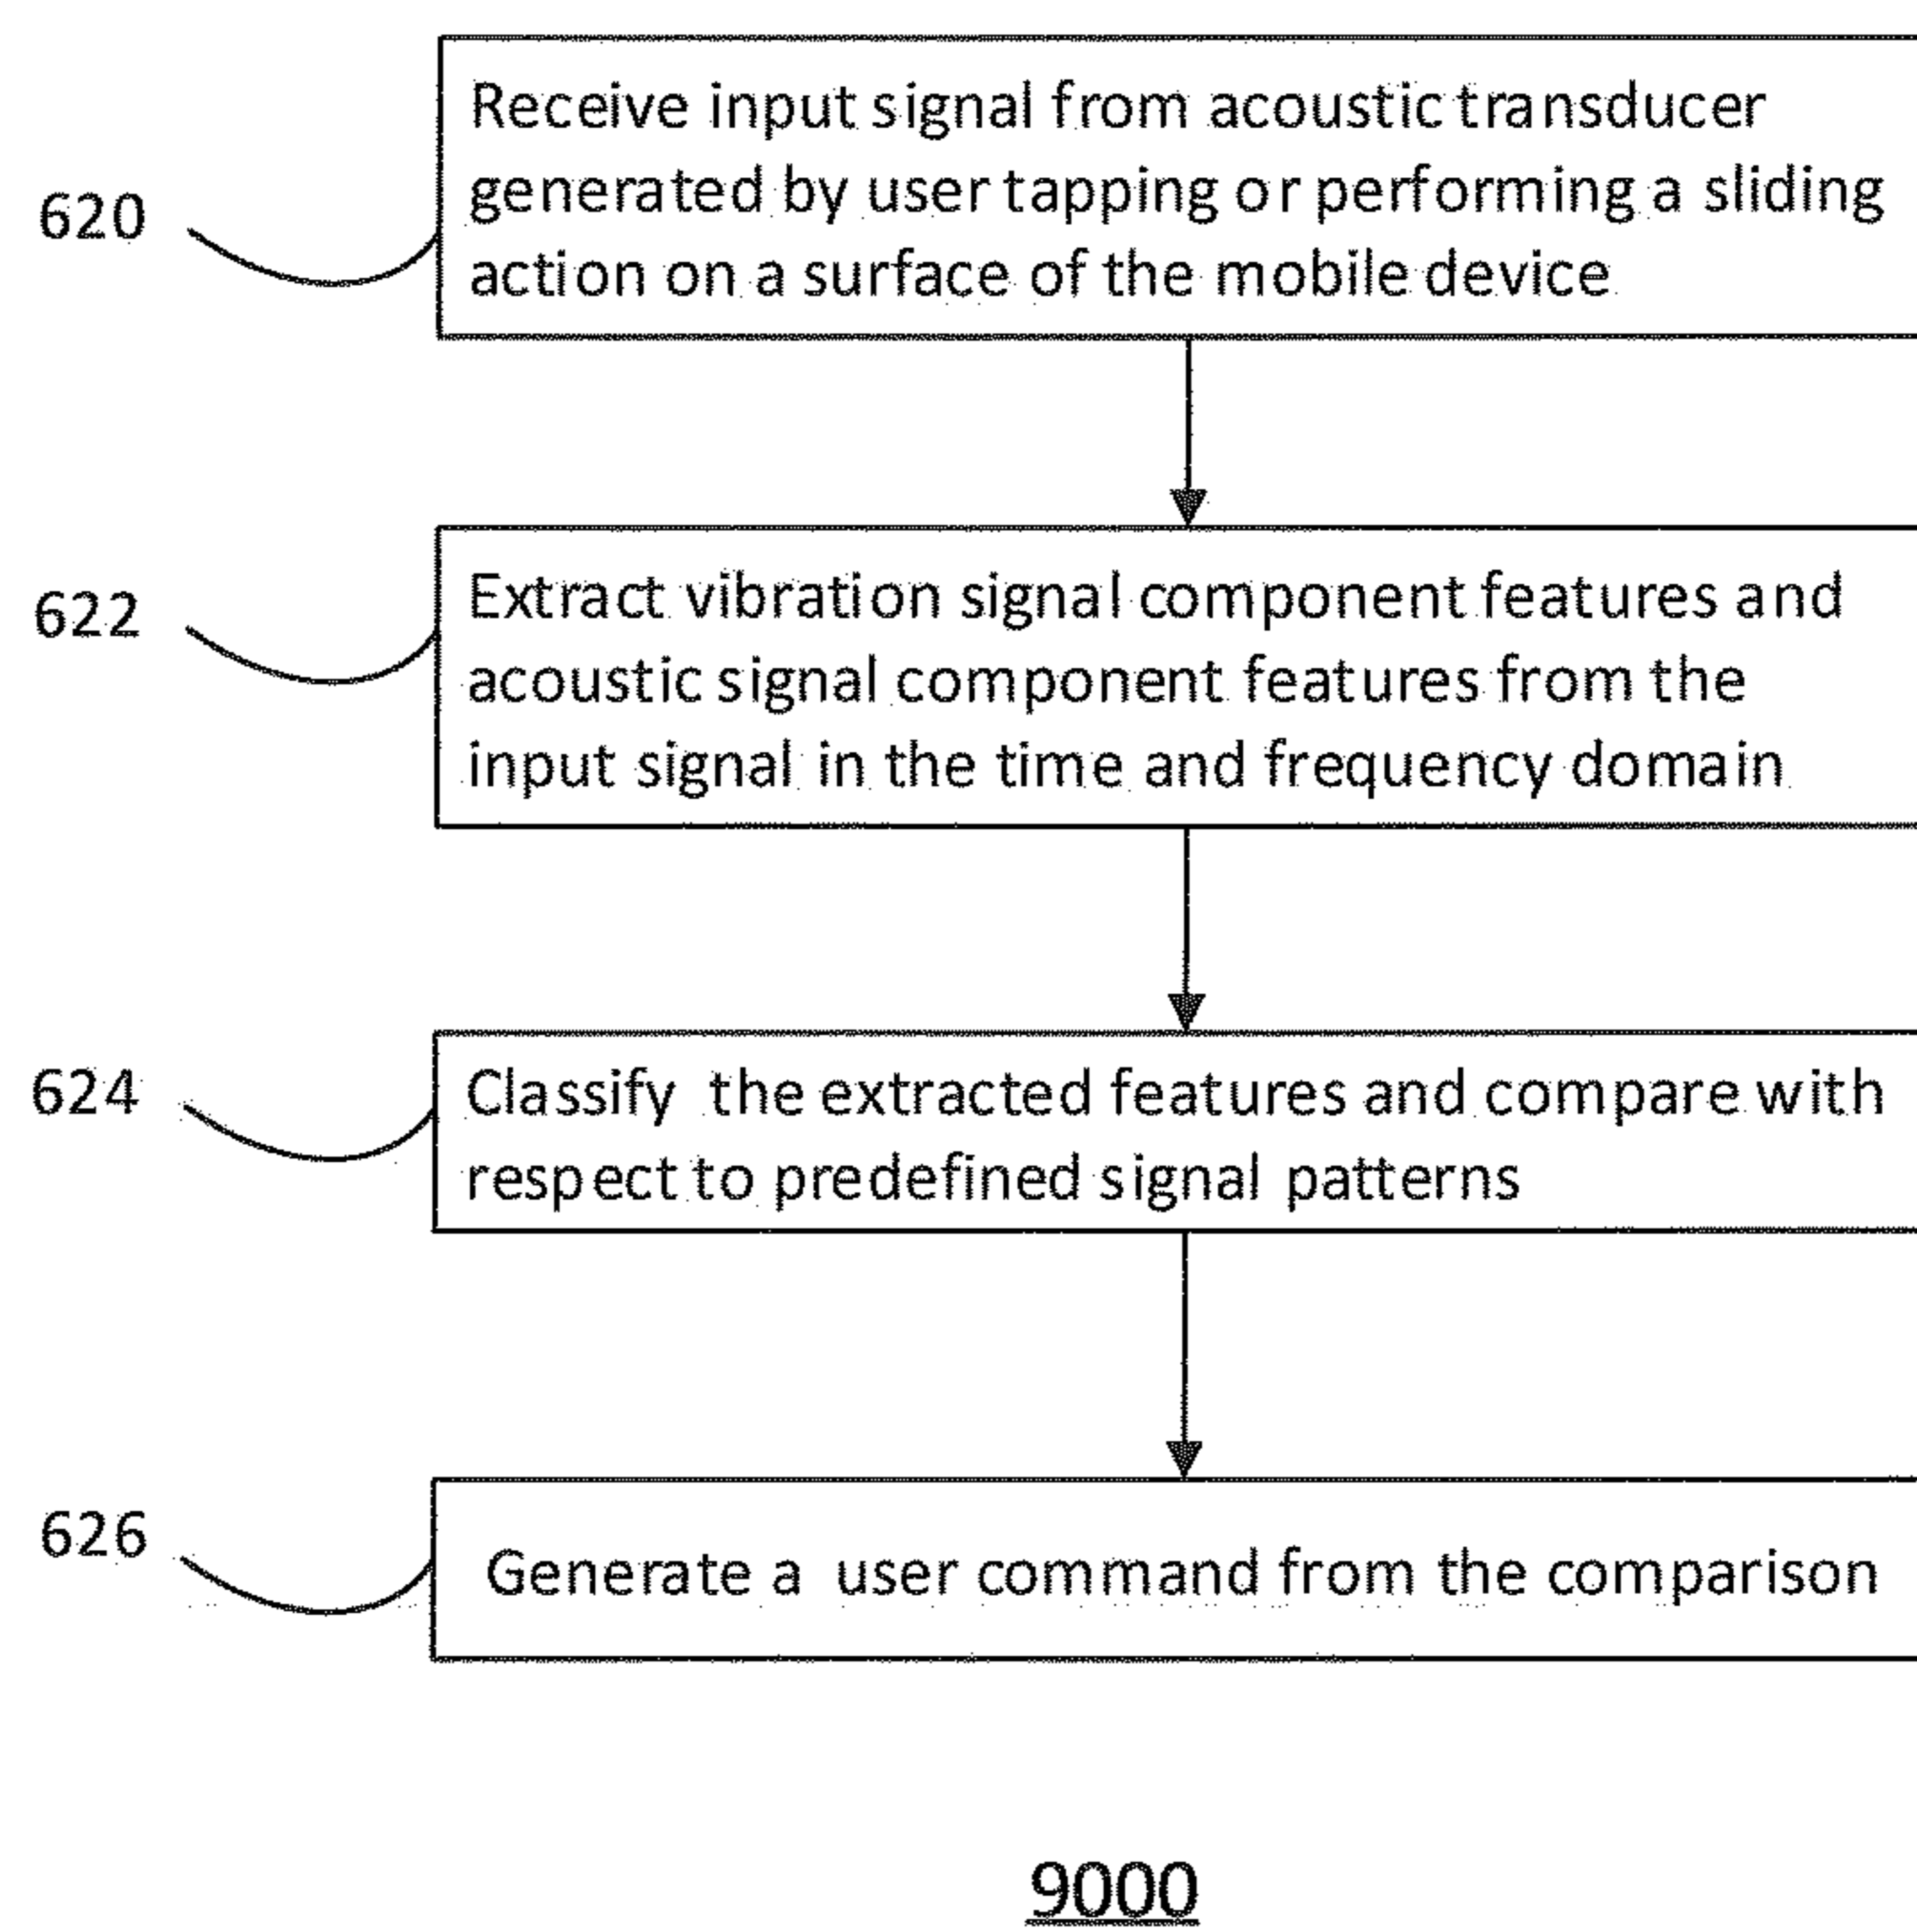 Receive input signal from acoustic transducer
generated by user tapping or performing a sliding
action on a surface of the mobile device
620
Extract vibration signal component features and
acoustic signal component features from the
input signal in the time and frequency domain
622
Classify the extracted features and compare with
respect to predefined signal patterns
624
Generate a user command from the comparison
626
9000